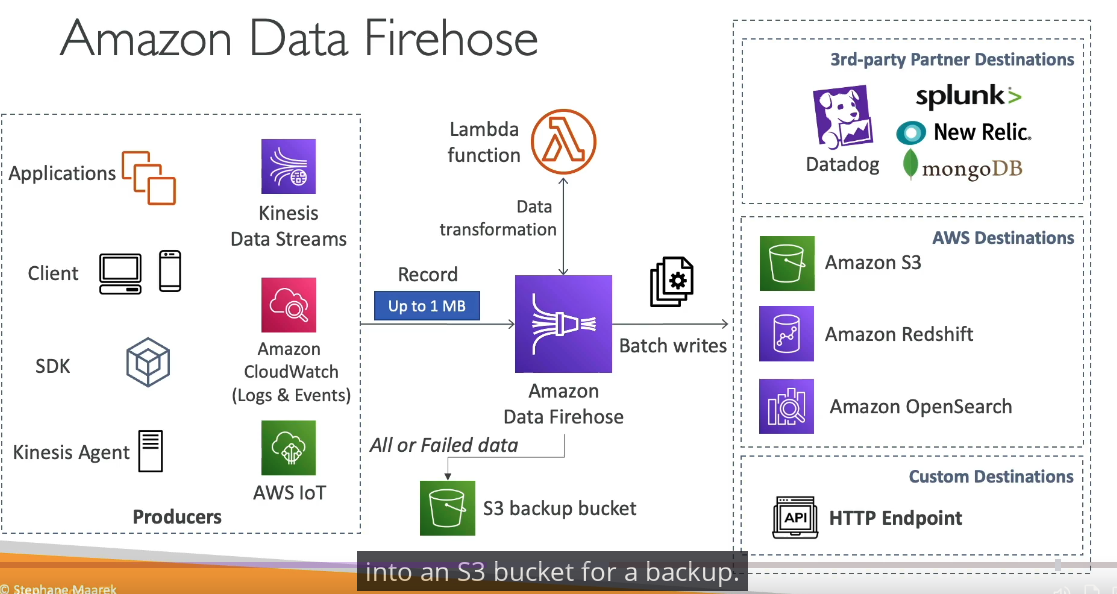 Amazon Data Firehose
Applications
Client
SDK
Kinesis Agent
Kinesis
Data Streams
Amazon
CloudWatch
(Logs & Events)
AWS IoT
Producers
Record
Up to 1 MB
Lambda
function
Data
transformation
Amazon
Data Firehose
All or Failed data
S3 backup bucket
Batch writes
3rd-party Partner Destinations
Datadog
splunk>
New Relic.
mongoDB
AWS Destinations
Amazon S3
Amazon Redshift
Amazon OpenSearch
Custom Destinations
API
HTTP Endpoint
into an S3 bucket for a backup.
© Stephane Maarek